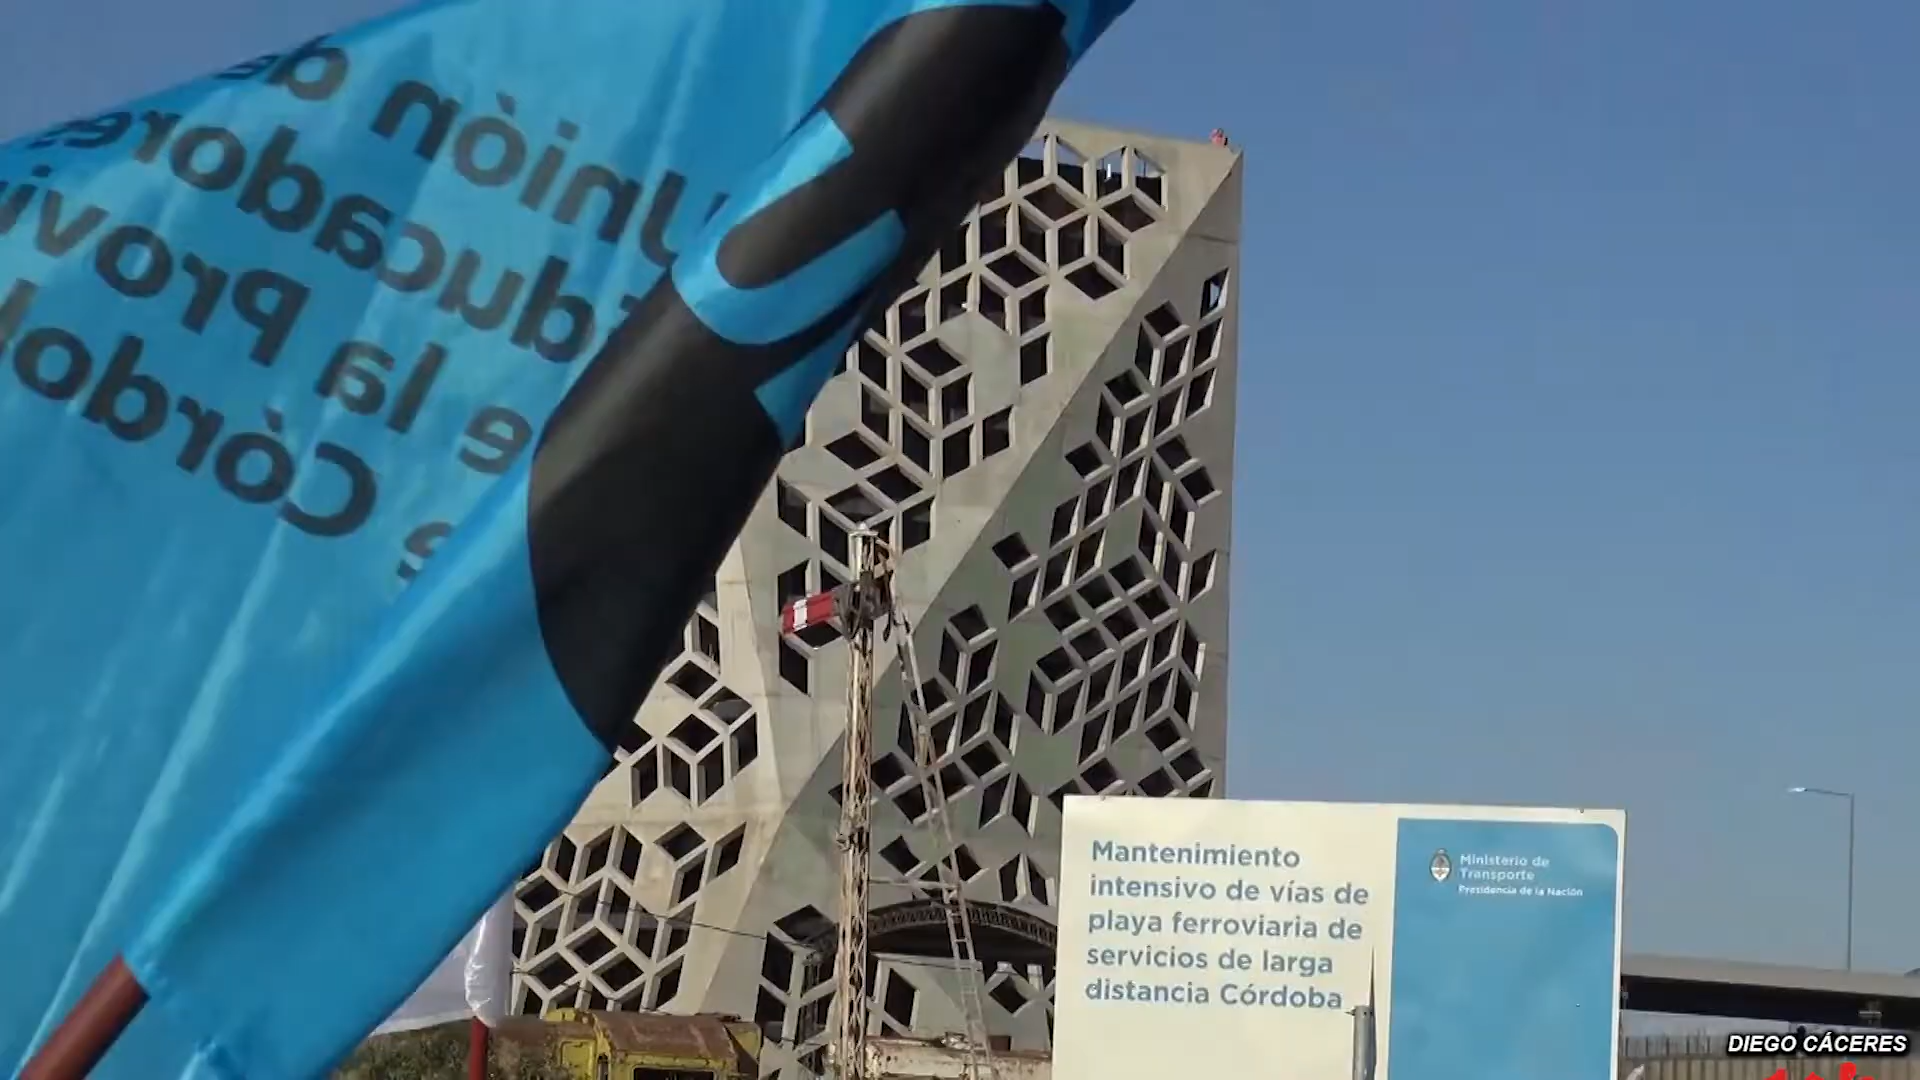 Unión de
Educadores
de la Provi
de Córdob
Mantenimiento
intensivo de vías de
playa ferroviaria de
servicios de larga
distancia Córdoba
Ministerio de
Transporte
Presidencia de la Nación
DIEGO CÁCERES